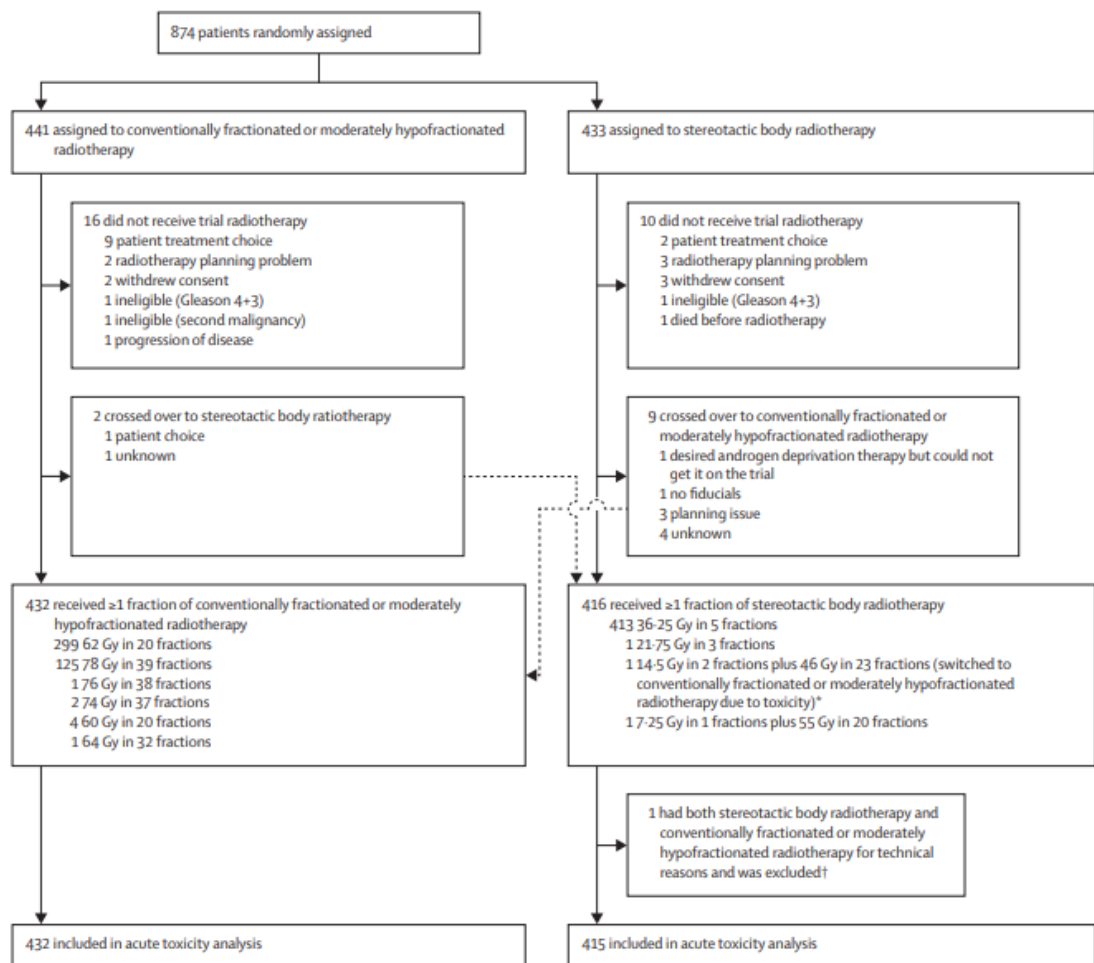 874 patients randomly assigned
441 assigned to conventionally fractionated or moderately hypofractionated
radiotherapy
433 assigned to stereotactic body radiotherapy
16 did not receive trial radiotherapy
9 patient treatment choice
2 radiotherapy planning problem
2 withdrew consent
1 ineligible (Gleason 4+3)
1 ineligible (second malignancy)
1 progression of disease
10 did not receive trial radiotherapy
2 patient treatment choice
3 radiotherapy planning problem
3 withdrew consent
1 ineligible (Gleason 4+3)
1 died before radiotherapy
2 crossed over to stereotactic body ratiotherapy
1 patient choice
1 unknown
9 crossed over to conventionally fractionated or
moderately hypofractionated radiotherapy
1 desired androgen deprivation therapy but could not
get it on the trial
1 no fiducials
3 planning issue
4 unknown
432 received ≥1 fraction of conventionally fractionated or moderately
hypofractionated radiotherapy
299 62 Gy in 20 fractions
125 78 Gy in 39 fractions
1 76 Gy in 38 fractions
2 74 Gy in 37 fractions
4 60 Gy in 20 fractions
1 64 Gy in 32 fractions
416 received ≥1 fraction of stereotactic body radiotherapy
413 36·25 Gy in 5 fractions
1 21·75 Gy in 3 fractions
1 14·5 Gy in 2 fractions plus 46 Gy in 23 fractions (switched to
conventionally fractionated or moderately hypofractionated
radiotherapy due to toxicity)*
1 7·25 Gy in 1 fractions plus 55 Gy in 20 fractions
1 had both stereotactic body radiotherapy and
conventionally fractionated or moderately
hypofractionated radiotherapy for technical
reasons and was excluded†
432 included in acute toxicity analysis
415 included in acute toxicity analysis